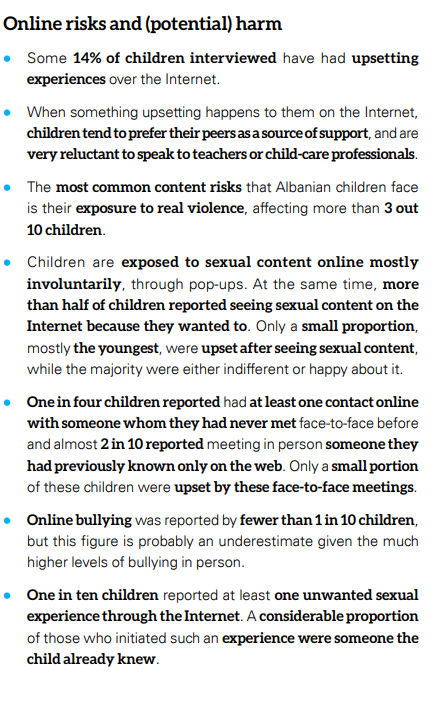 Online risks and (potential) harm
Some 14% of children interviewed have had upsetting
experiences over the Internet.
When something upsetting happens to them on the Internet,
children tend to prefer their peers as a source of support, and are
very reluctant to speak to teachers or child-care professionals.
The most common content risks that Albanian children face
is their exposure to real violence, affecting more than 3 out
10 children.
Children are exposed to sexual content online mostly
involuntarily, through pop-ups. At the same time, more
than half of children reported seeing sexual content on the
Internet because they wanted to. Only a small proportion,
mostly the youngest, were upset after seeing sexual content,
while the majority were either indifferent or happy about it.
One in four children reported had at least one contact online
with someone whom they had never met face-to-face before
and almost 2 in 10 reported meeting in person someone they
had previously known only on the web. Only a small portion
of these children were upset by these face-to-face meetings.
Online bullying was reported by fewer than 1 in 10 children,
but this figure is probably an underestimate given the much
higher levels of bullying in person.
One in ten children reported at least one unwanted sexual
experience through the Internet. A considerable proportion
of those who initiated such an experience were someone the
child already knew.